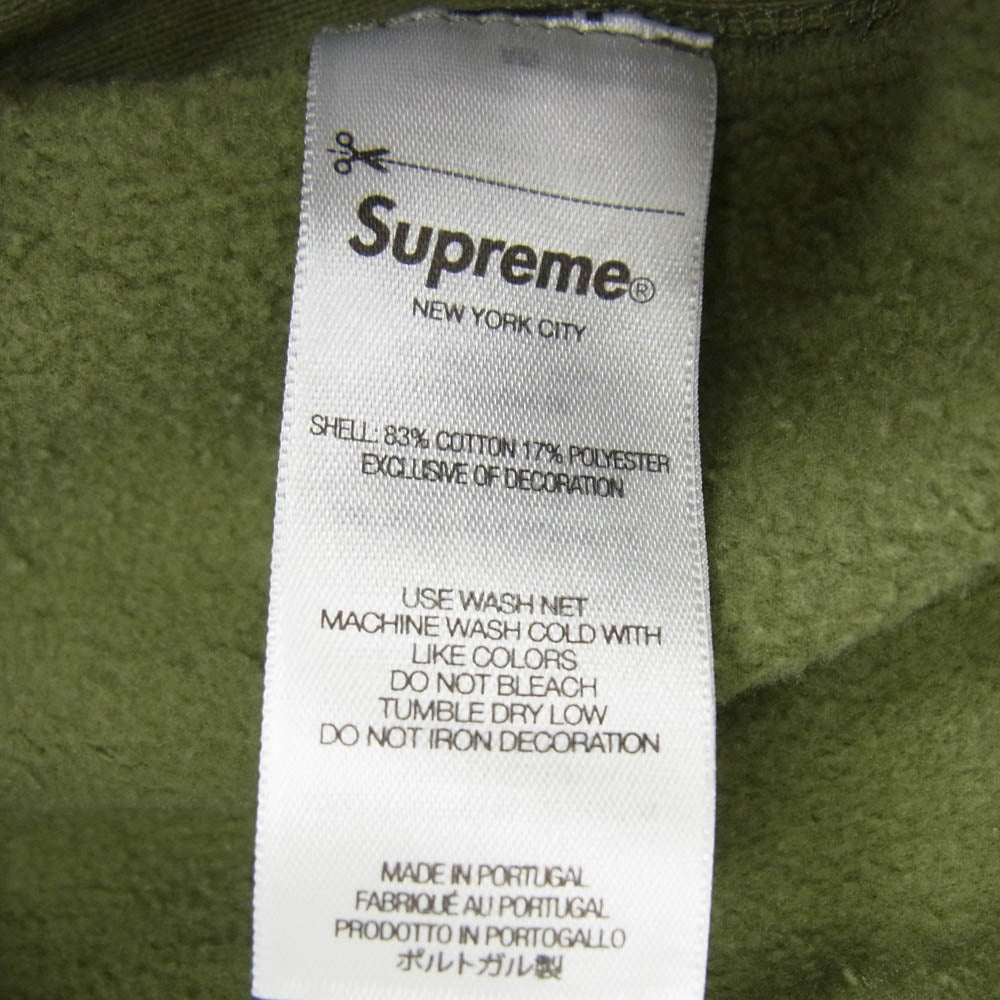 Supreme®
NEW YORK CITY
SHELL: 83% COTTON 17% POLYESTER
EXCLUSIVE OF DECORATION
USE WASH NET
MACHINE WASH COLD WITH
LIKE COLORS
DO NOT BLEACH
TUMBLE DRY LOW
DO NOT IRON DECORATION
MADE IN PORTUGAL
FABRIQUÉ AU PORTUGAL
PRODOTTO IN PORTOGALLO
ポルトガル製